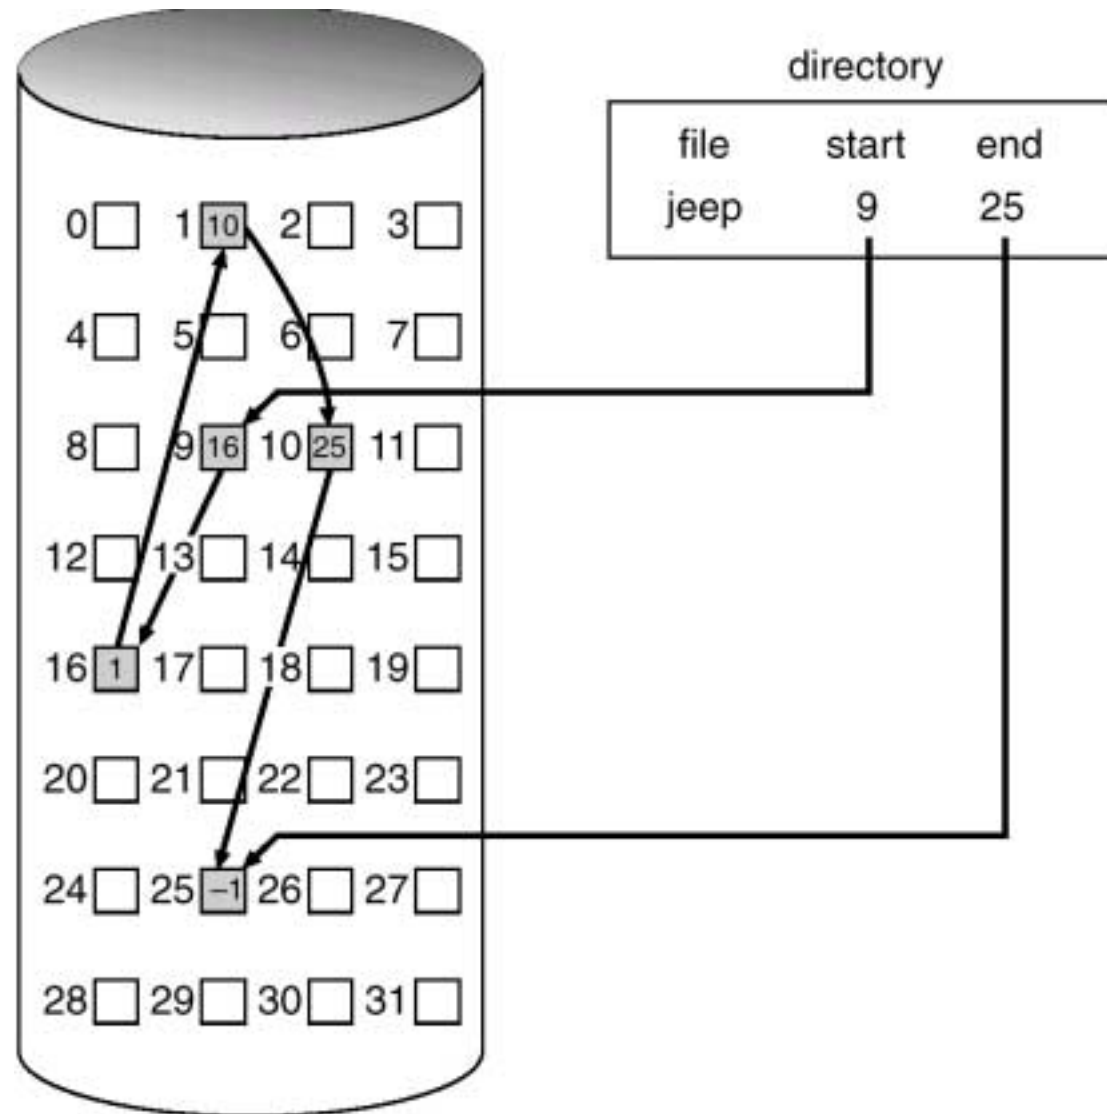 directory
file start end
jeep 9 25
0 1 10 2 3
4 5 6 7
8 9 16 10 25 11
12 13 14 15
16 1 17 18 19
20 21 22 23
24 25 –1 26 27
28 29 30 31